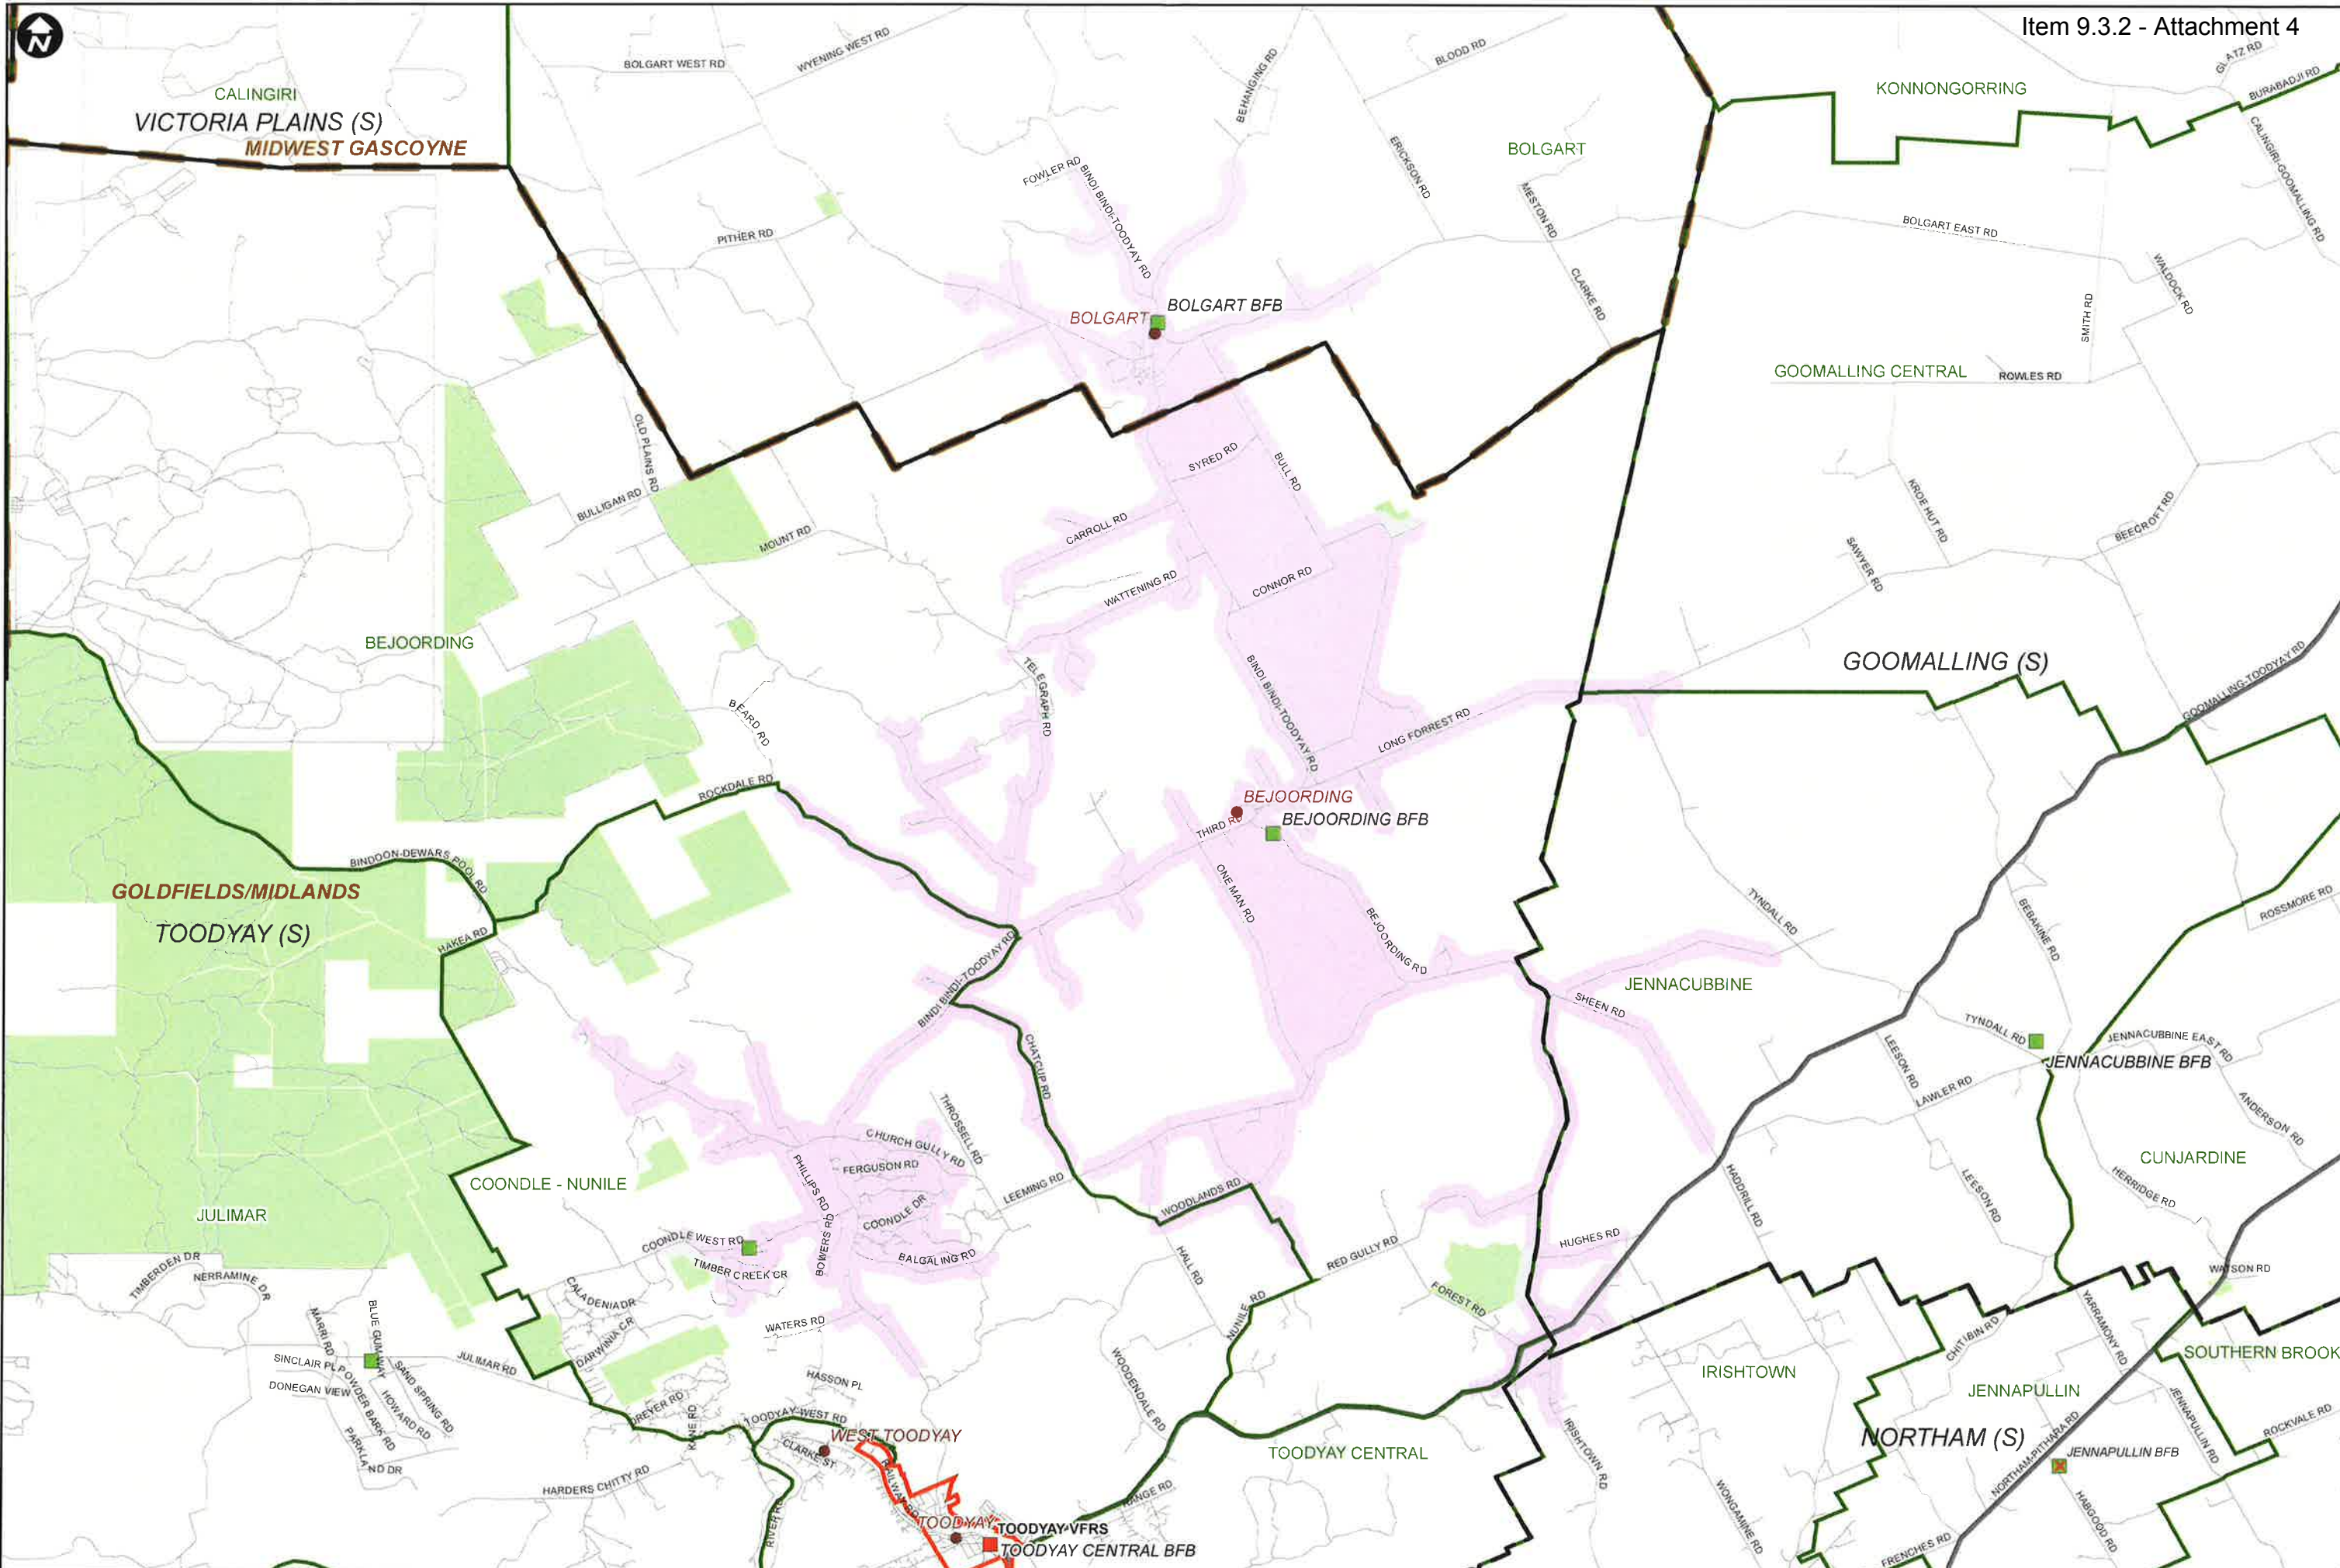 Item 9.3.2 - Attachment 4
N
GLATZ RD
BURABADJI RD
WYENING WEST RD
BOLGART WEST RD
BLOOD RD
BEHANGING RD
KONNONGORRING
CALINGIRI
VICTORIA PLAINS (S)
MIDWEST GASCOYNE
CALINGIRI-GOOMALLING RD
BOLGART
ERICKSON RD
FOWLER RD
BINDI BINDI-TOODYAY RD
MESTON RD
PITHER RD
BOLGART EAST RD
WALDOCK RD
CLARKE RD
SMITH RD
BOLGART BFB
BOLGART
GOOMALLING CENTRAL
ROWLES RD
OLD PLAINS RD
SYRED RD
BULL RD
BULLIGAN RD
CARROLL RD
MOUNT RD
KROE HUT RD
BEECROFT RD
SAWYER RD
CONNOR RD
WATTENING RD
BEJOORDING
GOOMALLING (S)
GOOMALLING-TOODYAY RD
TELEGRAPH RD
BINDI BINDI-TOODYAY RD
BEARD RD
LONG FORREST RD
ROCKDALE RD
BEJOORDING
BEJOORDING BFB
THIRD RD
BINDOON-DEWARS POOL RD
GOLDFIELDS/MIDLANDS
TOODYAY (S)
ONE MAN RD
TYNDALL RD
ROSSMORE RD
BEBAKINE RD
HAKEA RD
BEJOORDING RD
BINDI BINDI-TOODYAY RD
JENNACUBBINE
SHEEN RD
TYNDALL RD
JENNACUBBINE EAST RD
JENNACUBBINE BFB
LEESON RD
CHATCUP RD
LAWLER RD
ANDERSON RD
THROSSELL RD
CHURCH GULLY RD
FERGUSON RD
PHILLIPS RD
CUNJARDINE
COONDLE - NUNILE
LEEMING RD
WOODLANDS RD
HADDRILL RD
LEESON RD
HERRIDGE RD
JULIMAR
COONDLE DR
COONDLE WEST RD
BOWERS RD
BALGALING RD
HUGHES RD
RED GULLY RD
HALL RD
TIMBERDEN DR
NERRAMINE DR
TIMBER CREEK CR
WATSON RD
CALADENIA DR
FOREST RD
NUNILE RD
MARRI RD
BLUE GUM WAY
DARWINIA CR
WATERS RD
YARRAMONY RD
CHITIBIN RD
SOUTHERN BROOK
SINCLAIR PL
JULIMAR RD
SAND SPRING RD
POWDER BARK RD
DONEGAN VIEW
HOWARD RD
HASSON PL
WOODENDALE RD
IRISHTOWN
JENNAPULLIN
DREYER RD
KANE RD
TOODYAY WEST RD
JENNAPULLIN RD
ROCKVALE RD
PARKLAND DR
WEST TOODYAY
CLARKE ST
TOODYAY CENTRAL
IRISHTOWN RD
NORTHAM (S)
NORTHAM-PITHARA RD
JENNAPULLIN BFB
HARDERS CHITTY RD
RAILWAY RD
RANGE RD
WONGAMINE RD
HABGOOD RD
RIVER RD
TOODYAY
TOODYAY VFRS
TOODYAY CENTRAL BFB
FRENCHES RD